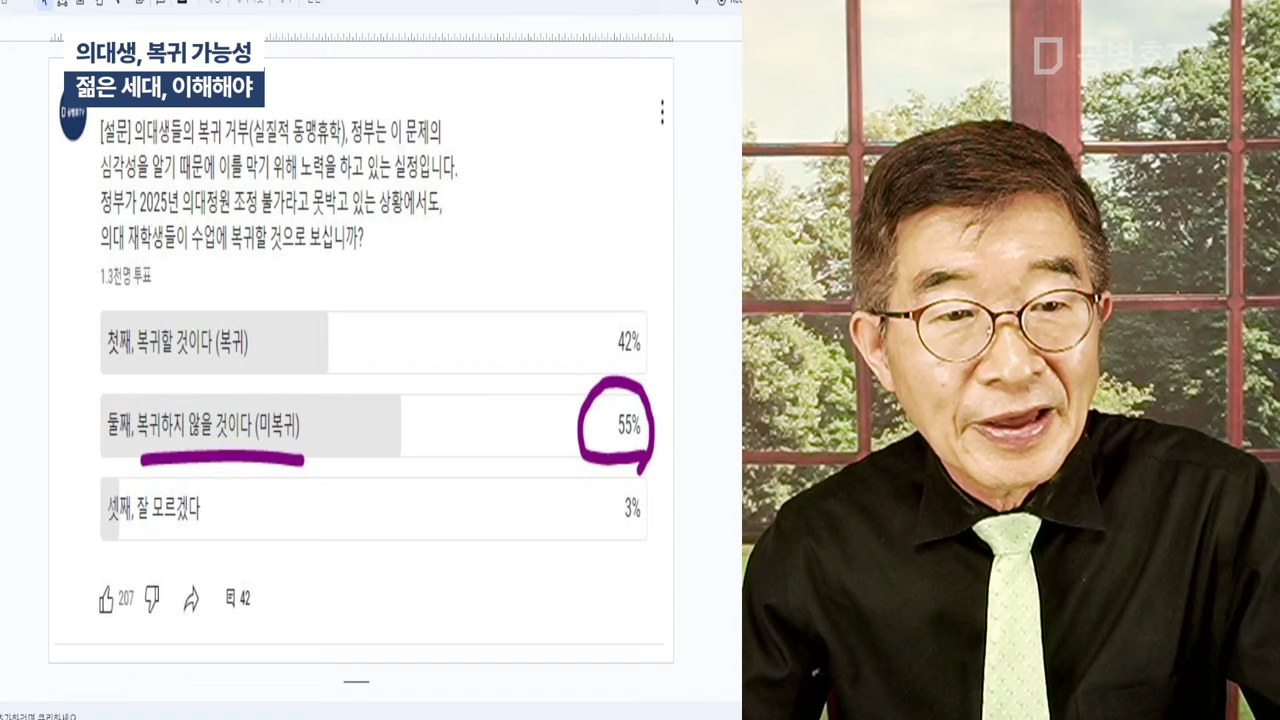 의대생, 복귀 가능성
젊은 세대, 이해해야
[설문] 의대생들의 복귀 거부(실질적 동맹휴학), 정부는 이 문제의
심각성을 알기 때문에 이를 막기 위해 노력을 하고 있는 실정입니다.
정부가 2025년 의대정원 조정 불가라고 못박고 있는 상황에서도,
의대 재학생들이 수업에 복귀할 것으로 보십니까?
1.3천명 투표
첫째, 복귀할 것이다 (복귀)
42%
둘째, 복귀하지 않을 것이다 (미복귀)
55%
셋째, 잘 모르겠다
3%
207
42